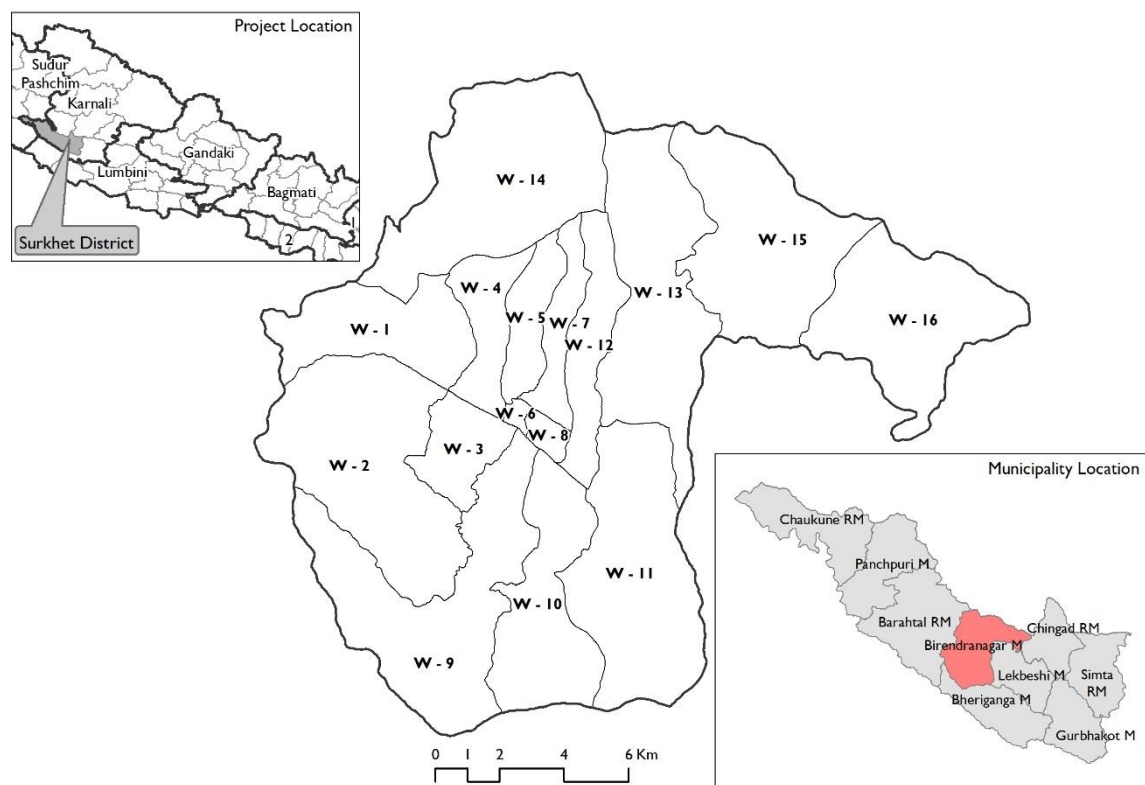 Project Location
Sudur
Pashchim
Karnali
Gandaki
Lumbini
Bagmati
1
2
Surkhet District
W - 14
W - 15
W - 4
W - 13
W - 5
W - 7
W - 16
W - 1
W - 12
W - 6
W - 8
W - 3
W - 2
W - 11
W - 10
W - 9
0 1 2 4 6 Km
Municipality Location
Chaukune RM
Panchpuri M
Barahtal RM
Chingad RM
Birendranagar M
Lekbeshi M
Simta
RM
Bheriganga M
Gurbhakot M